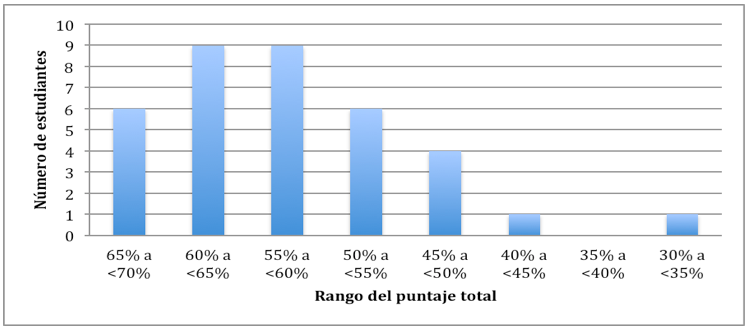 10
9
8
7
6
5
4
3
2
1
0
Número de estudiantes
65% a <70%
60% a <65%
55% a <60%
50% a <55%
45% a <50%
40% a <45%
35% a <40%
30% a <35%
Rango del puntaje total